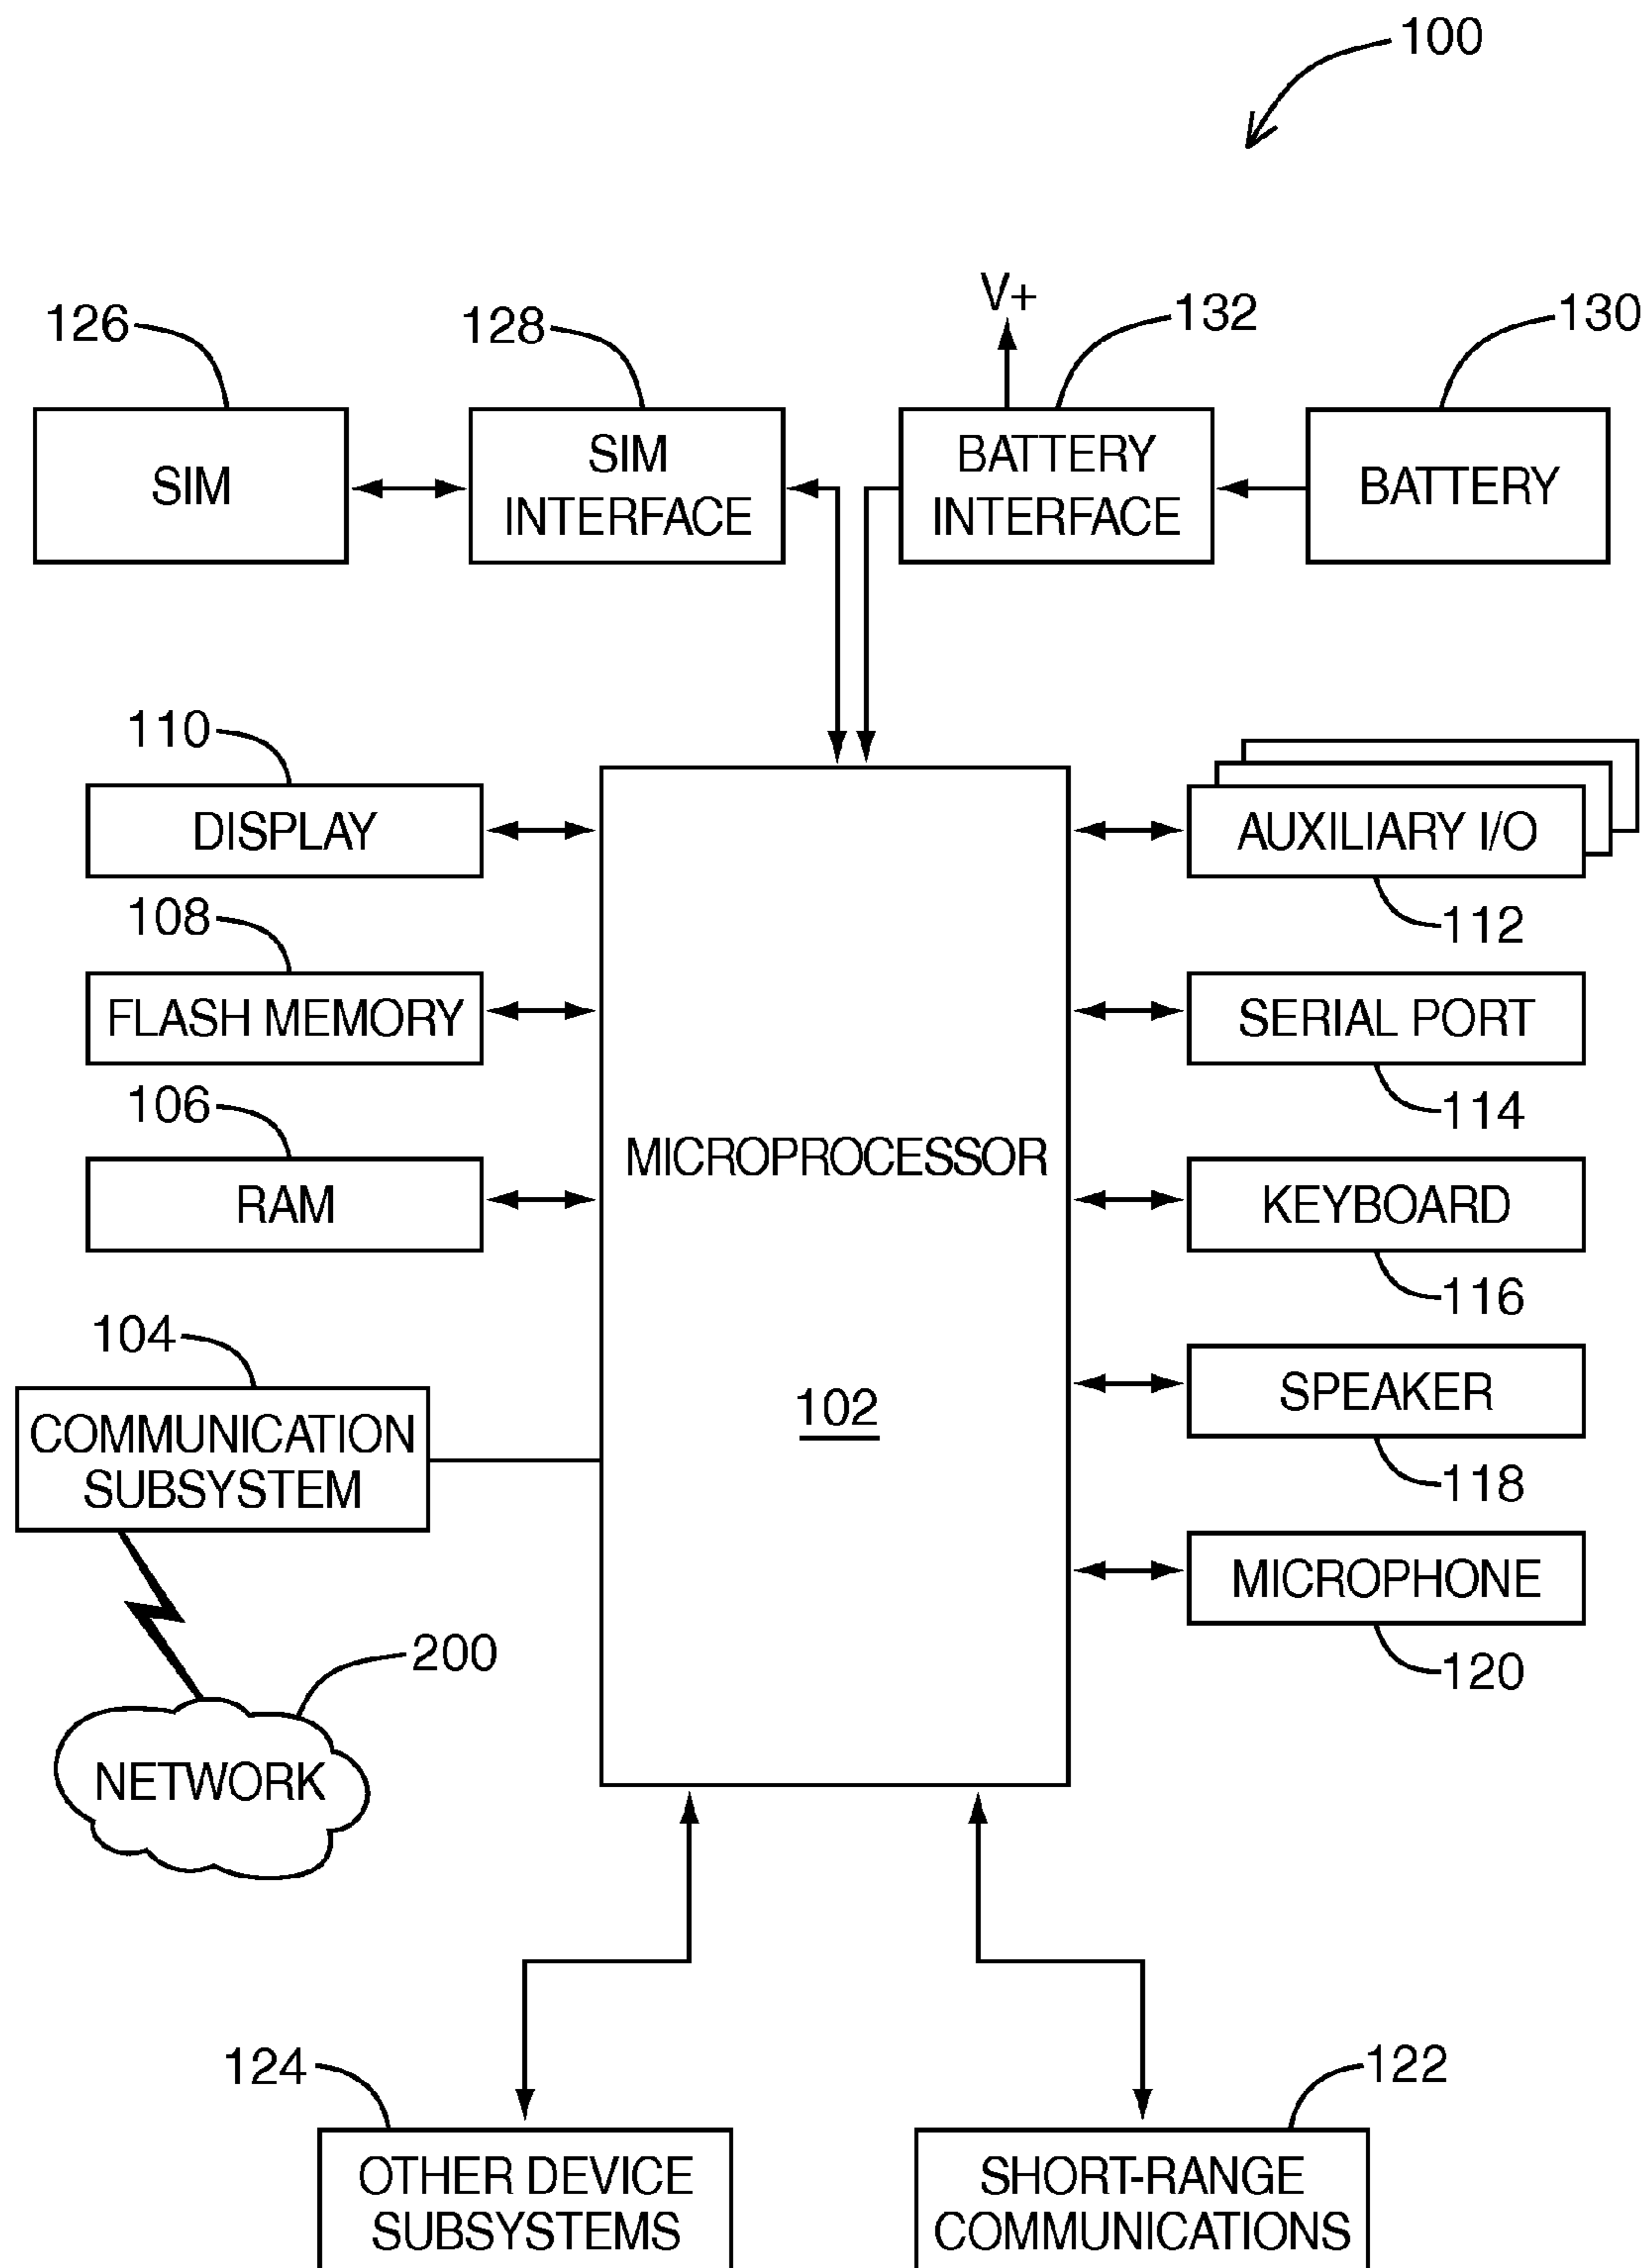 100
V+
126
128
132
130
SIM
SIM
INTERFACE
BATTERY
INTERFACE
BATTERY
110
DISPLAY
AUXILIARY I/O
112
108
FLASH MEMORY
SERIAL PORT
114
106
RAM
MICROPROCESSOR
102
KEYBOARD
116
104
COMMUNICATION
SUBSYSTEM
SPEAKER
118
MICROPHONE
120
200
NETWORK
124
122
OTHER DEVICE
SUBSYSTEMS
SHORT-RANGE
COMMUNICATIONS